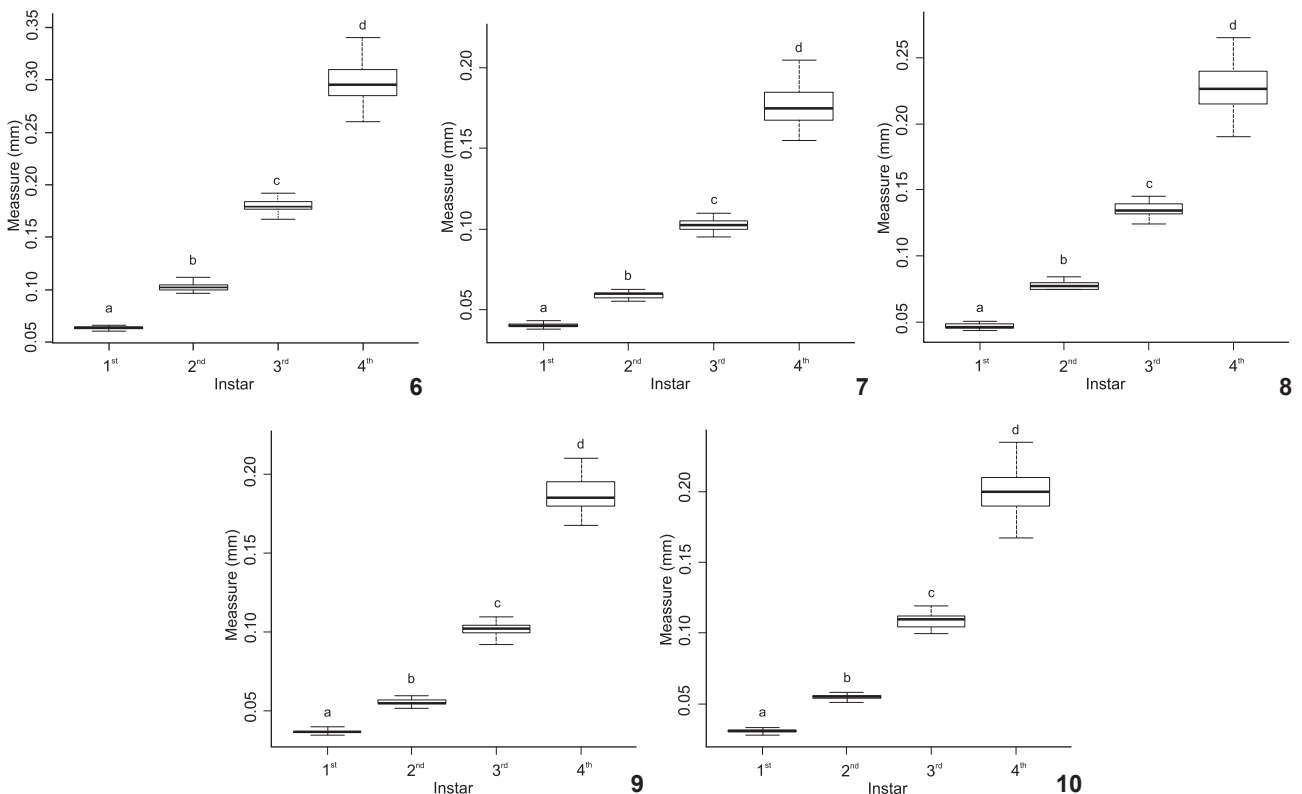 0.35
0.30
0.25
0.20
0.15
0.10
0.05
Meassure (mm)
a
b
c
d
1st
2nd
3rd
4th
Instar
6
0.20
0.15
0.10
0.05
Meassure (mm)
a
b
c
d
1st
2nd
3rd
4th
Instar
7
0.25
0.20
0.15
0.10
0.05
Meassure (mm)
a
b
c
d
1st
2nd
3rd
4th
Instar
8
0.20
0.15
0.10
0.05
Meassure (mm)
a
b
c
d
1st
2nd
3rd
4th
Instar
9
0.20
0.15
0.10
0.05
Meassure (mm)
a
b
c
d
1st
2nd
3rd
4th
Instar
10